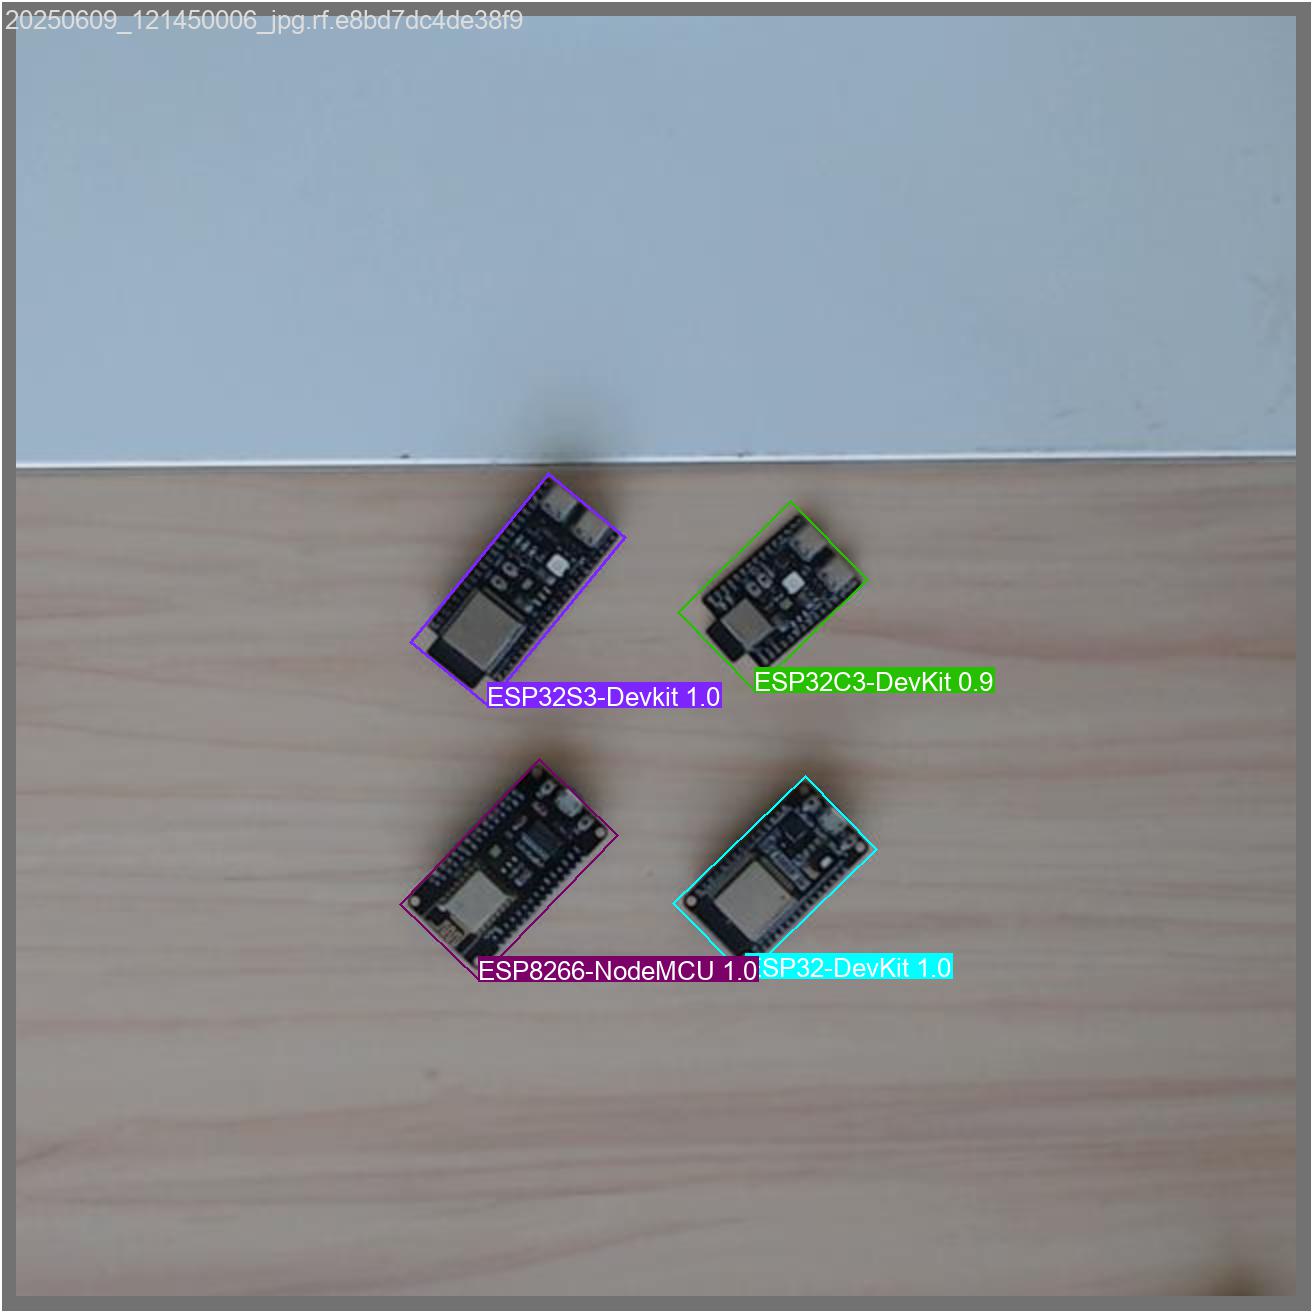 20250609_121450006_jpg.rf.e8bd7dc4de38f9
ESP32S3-Devkit 1.0
ESP32C3-DevKit 0.9
ESP8266-NodeMCU 1.0
SP32-DevKit 1.0